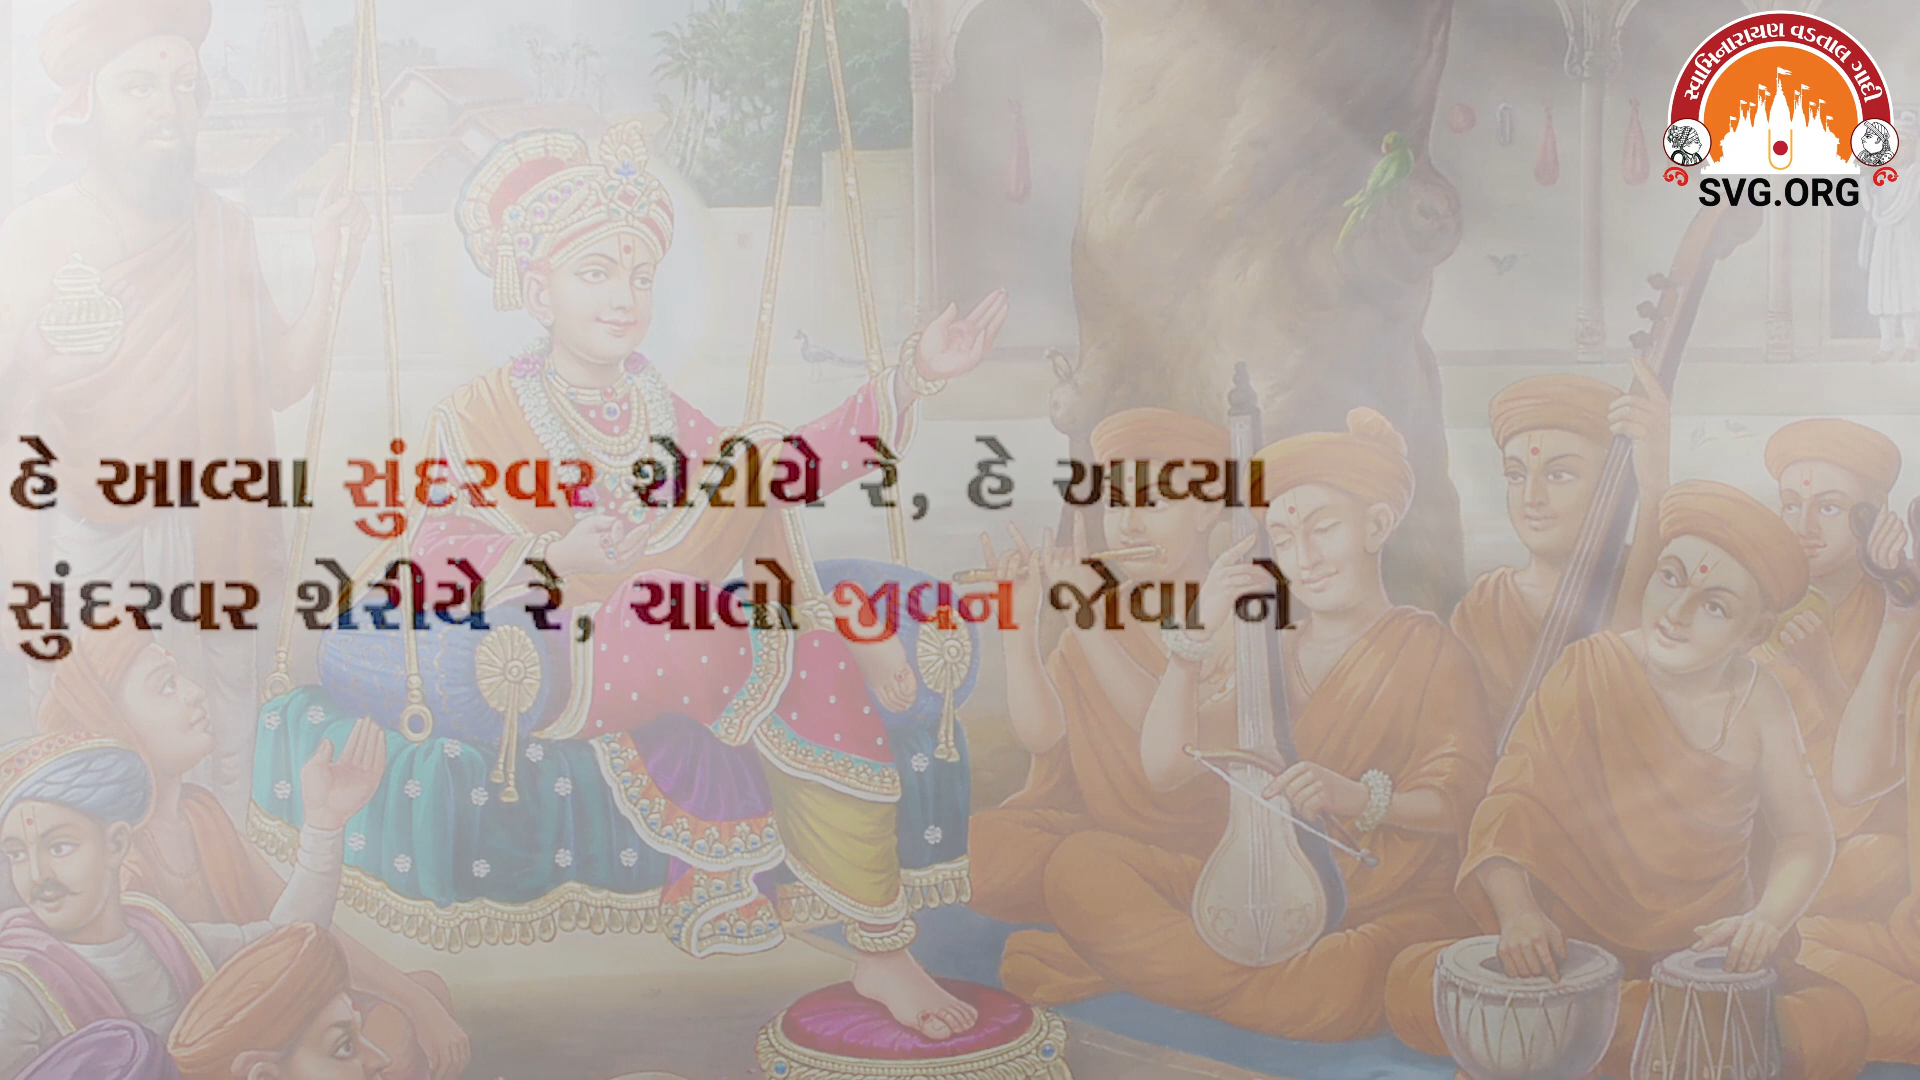 સ્વામિનારાયણ વડતાલ ગાદી
SVG.ORG
હે આવ્યા સુંદરવર શેરીયે રે, હે આવ્યા
સુંદરવર શેરીયે રે, ચાલો જીવન જોવા ને